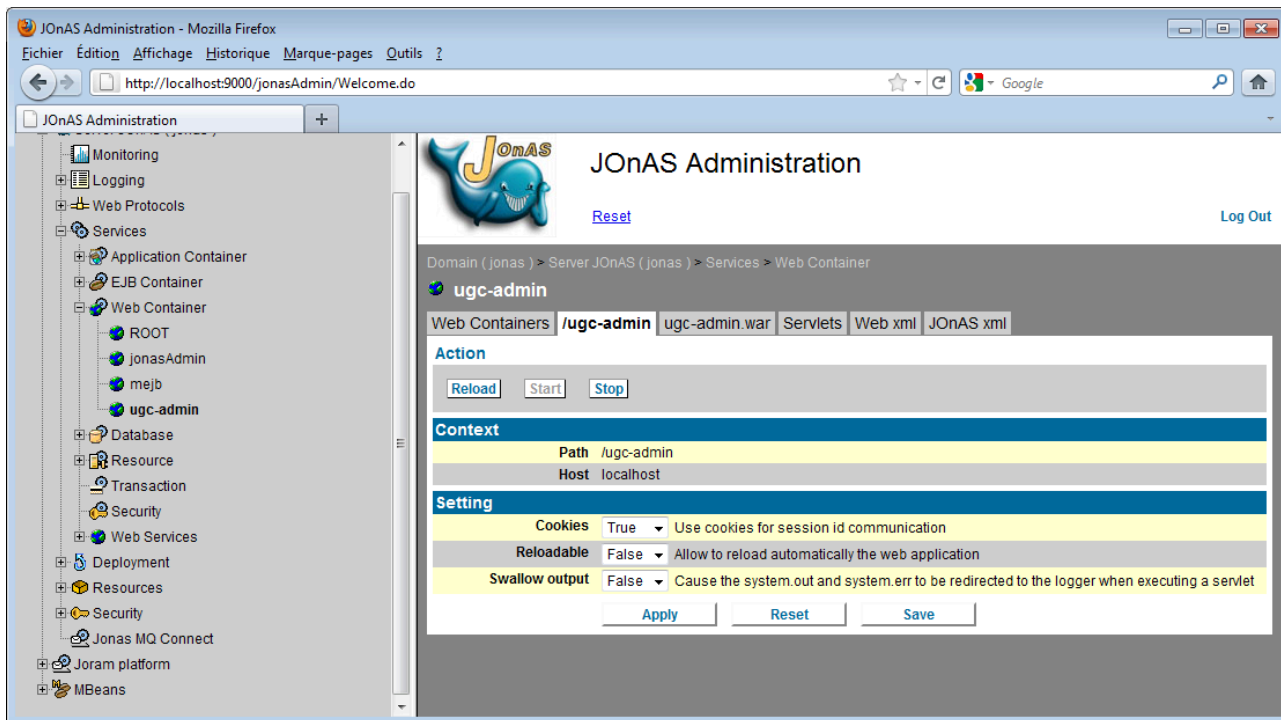 JOnAS Administration - Mozilla Firefox
Fichier Édition Affichage Historique Marque-pages Outils ?
http://localhost:9000/jonasAdmin/Welcome.do
Google
JOnAS Administration
Monitoring
Logging
Web Protocols
Services
Application Container
EJB Container
Web Container
ROOT
jonasAdmin
mejb
ugc-admin
Database
Resource
Transaction
Security
Web Services
Deployment
Resources
Security
Jonas MQ Connect
Joram platform
MBeans
JOnAS
JOnAS Administration
Reset
Log Out
Domain ( jonas ) > Server JOnAS ( jonas ) > Services > Web Container
ugc-admin
Web Containers /ugc-admin ugc-admin.war Servlets Web xml JOnAS xml
Action
Reload Start Stop
Context
Path /ugc-admin
Host localhost
Setting
Cookies True Use cookies for session id communication
Reloadable False Allow to reload automatically the web application
Swallow output False Cause the system.out and system.err to be redirected to the logger when executing a servlet
Apply Reset Save